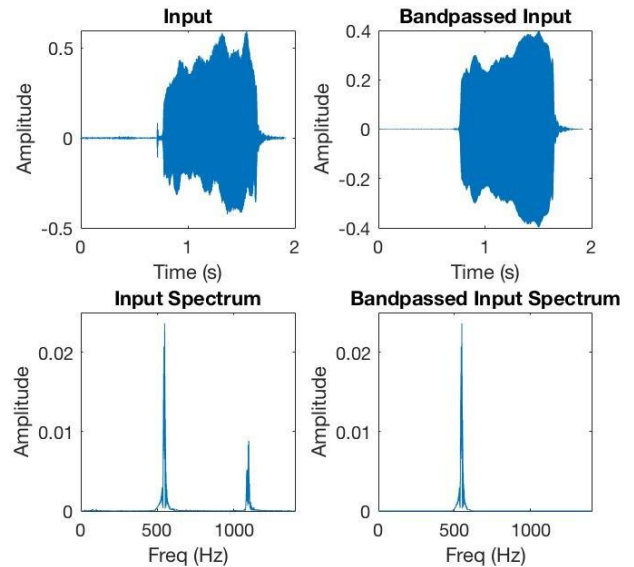 Input
Amplitude
0.5
0
-0.5
0
1
2
Time (s)
Bandpassed Input
Amplitude
0.4
0.2
0
-0.2
-0.4
0
1
2
Time (s)
Input Spectrum
Amplitude
0.02
0.01
0
0
500
1000
Freq (Hz)
Bandpassed Input Spectrum
Amplitude
0.02
0.01
0
0
500
1000
Freq (Hz)